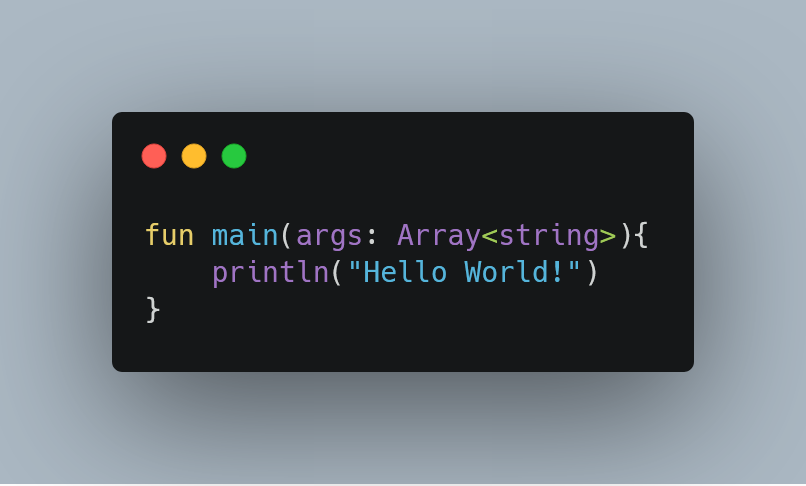 fun main(args: Array<string>){
    println("Hello World!")
}